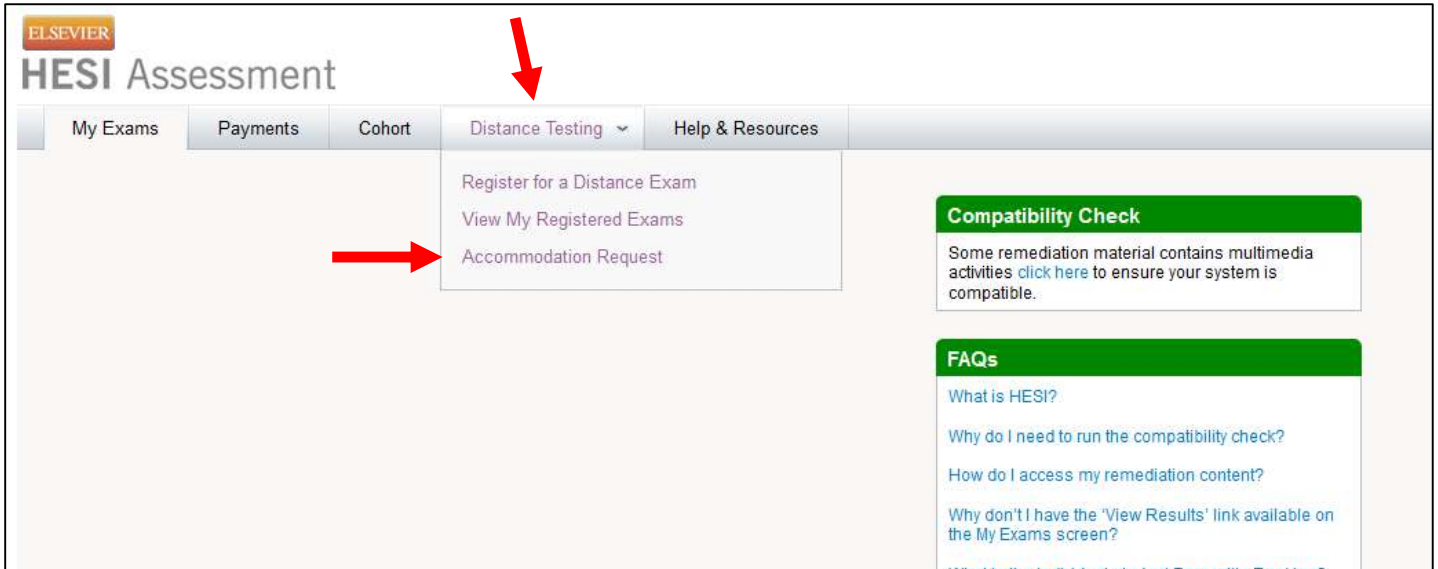 ELSEVIER
HESI Assessment
My Exams Payments Cohort Distance Testing Help & Resources
Register for a Distance Exam
View My Registered Exams
Accommodation Request
Compatibility Check
Some remediation material contains multimedia
activities click here to ensure your system is
compatible.
FAQs
What is HESI?
Why do I need to run the compatibility check?
How do I access my remediation content?
Why don't I have the 'View Results' link available on
the My Exams screen?